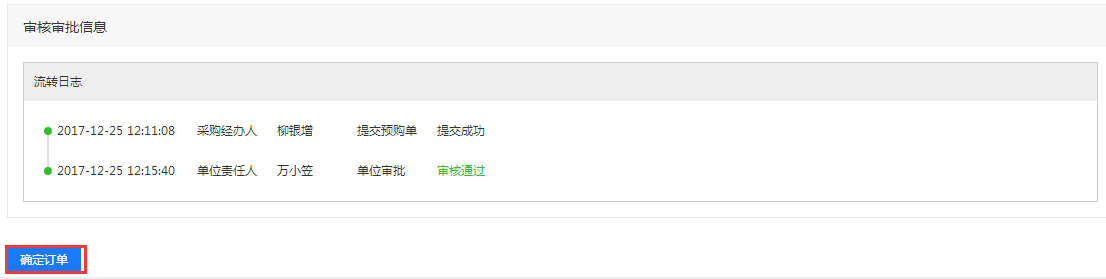 审核审批信息
流转日志
2017-12-25 12:11:08 采购经办人 柳银增 提交预购单 提交成功
2017-12-25 12:15:40 单位责任人 万小笠 单位审批 审核通过
确定订单